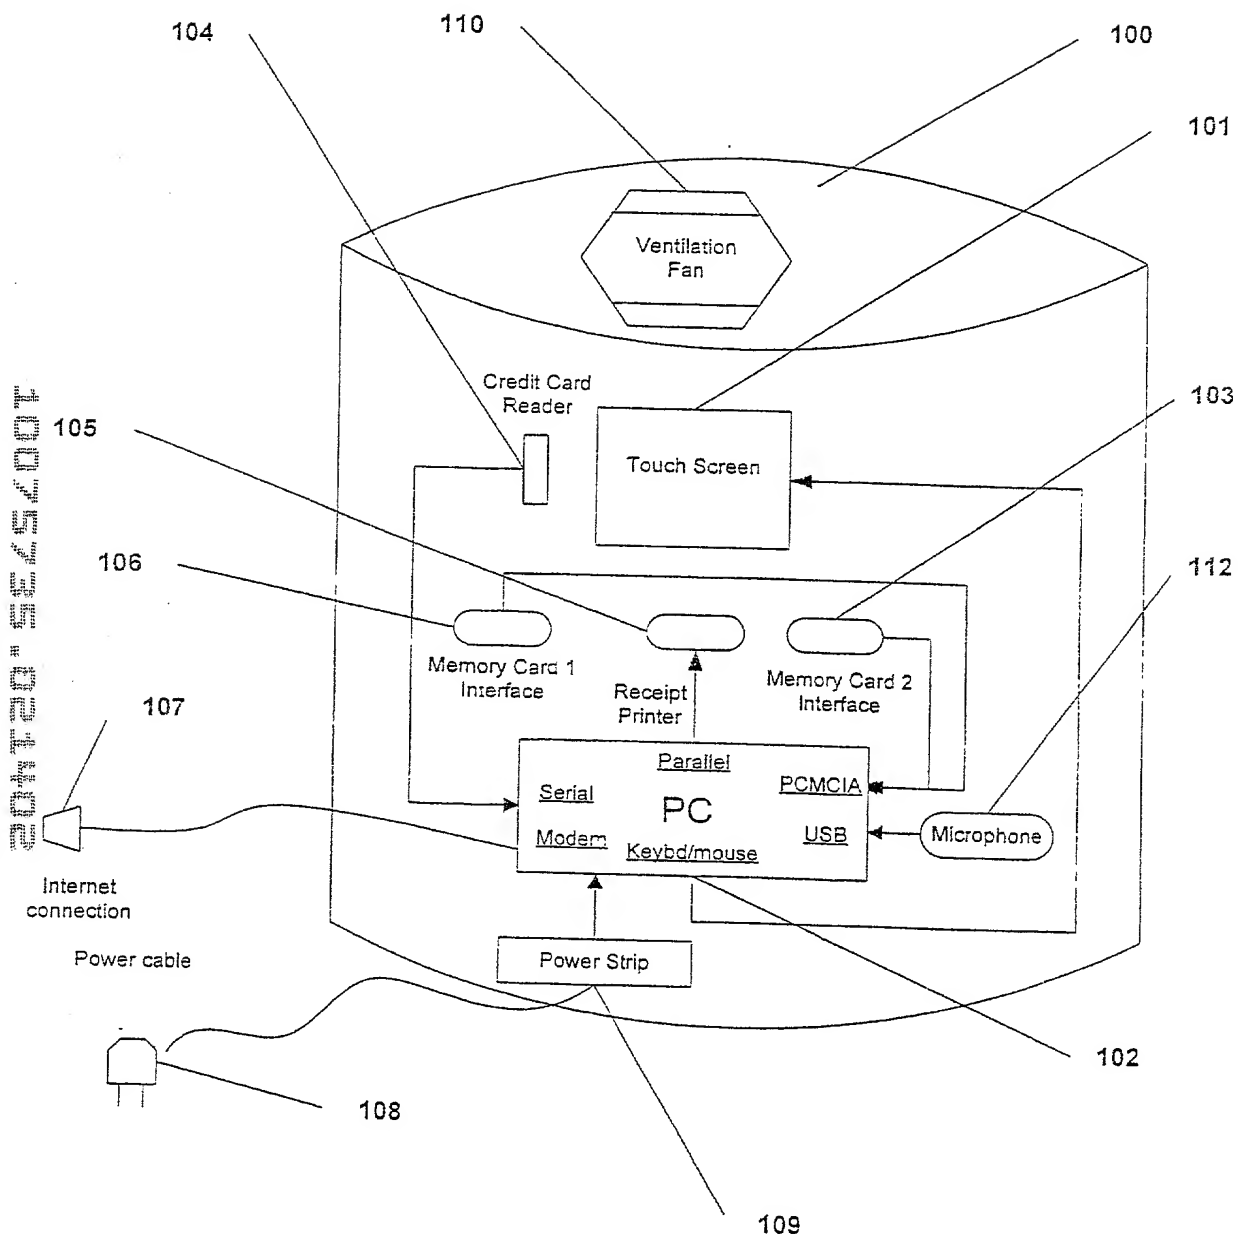 104
110
100
101
Ventilation
Fan
Credit Card
Reader
103
105
Touch Screen
10075735.021402
106
112
Memory Card 1
Interface
Receipt
Printer
Memory Card 2
Interface
107
Parallel
PCMCIA
Serial
PC
USB
Microphone
Modem
Keybd/mouse
Internet
connection
Power cable
Power Strip
102
108
109